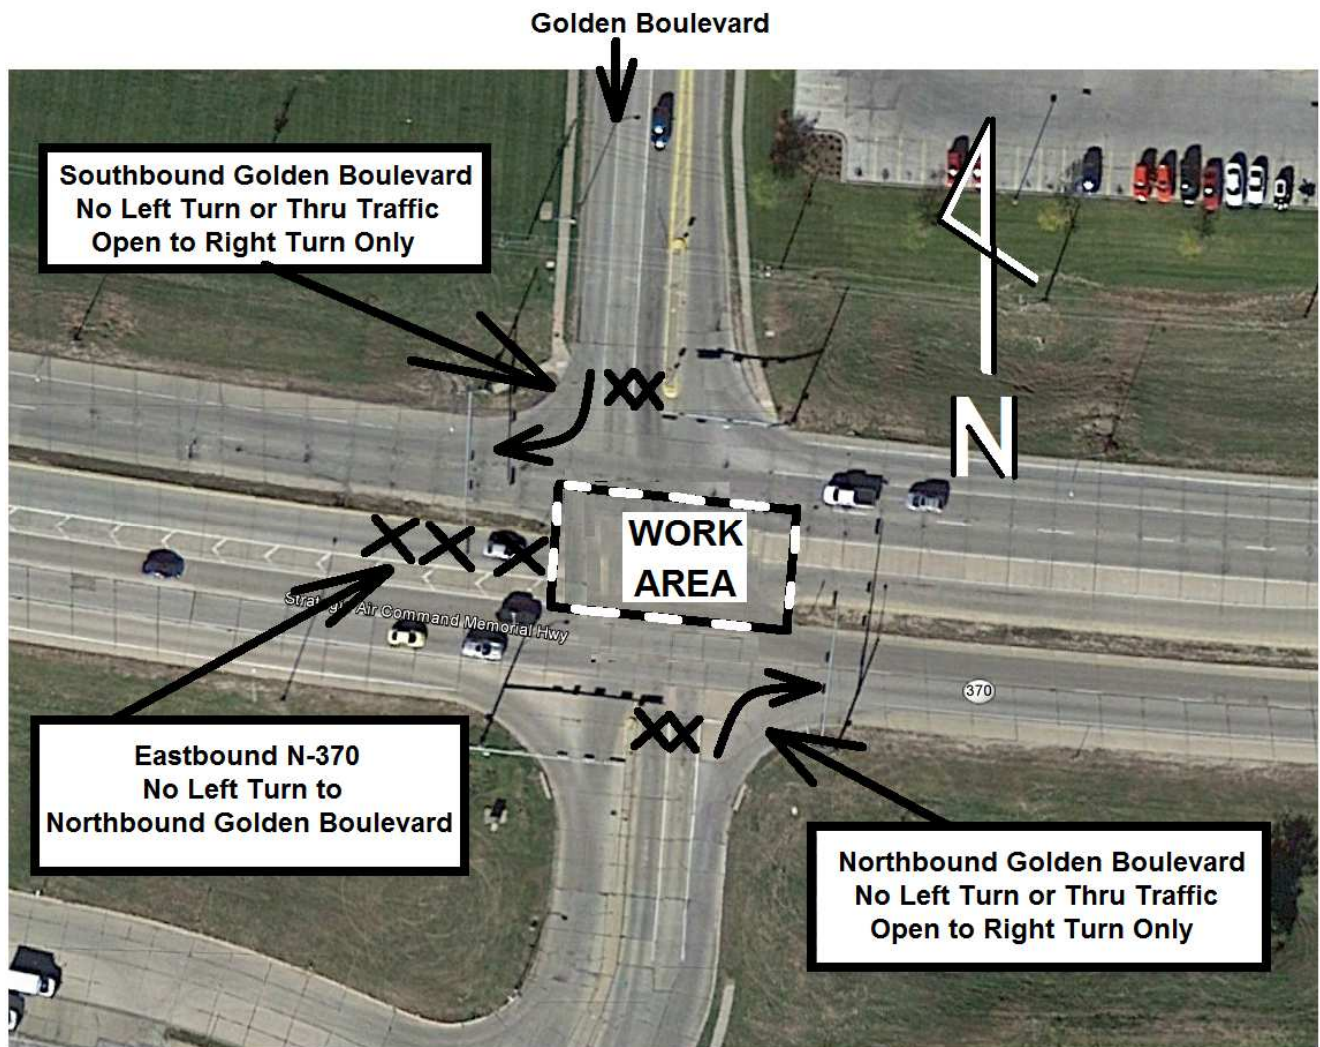 Golden Boulevard
Southbound Golden Boulevard
No Left Turn or Thru Traffic
Open to Right Turn Only
N
WORK
AREA
Strategic Air Command Memorial Hwy
370
Eastbound N-370
No Left Turn to
Northbound Golden Boulevard
Northbound Golden Boulevard
No Left Turn or Thru Traffic
Open to Right Turn Only